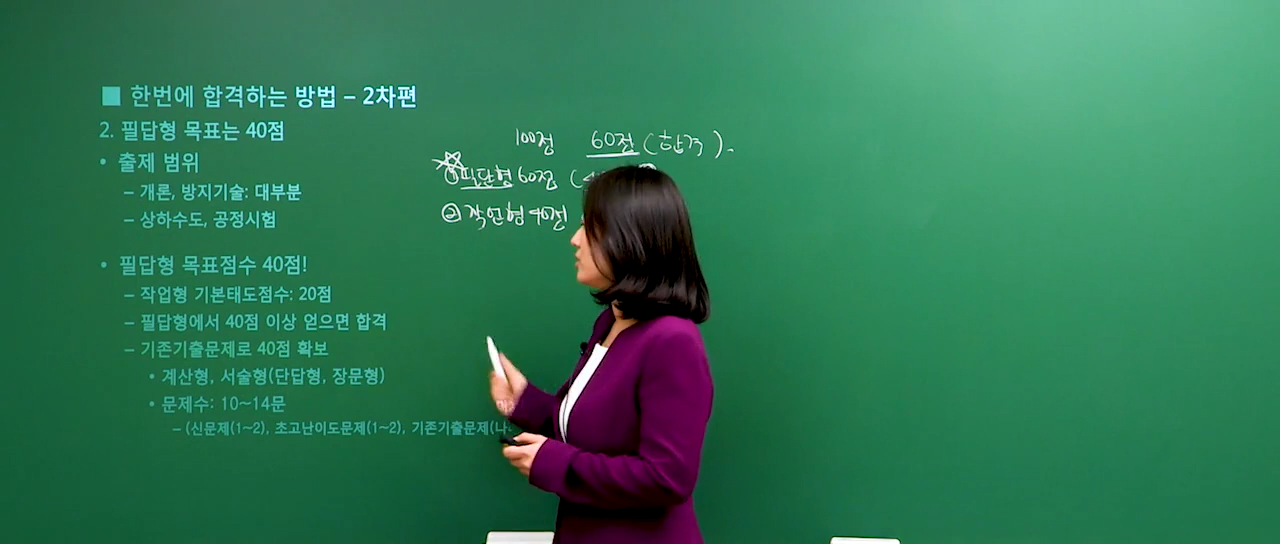 ■ 한번에 합격하는 방법 – 2차편
2. 필답형 목표는 40점
• 출제 범위
– 개론, 방지기술: 대부분
– 상하수도, 공정시험
• 필답형 목표점수 40점!
– 작업형 기본태도점수: 20점
– 필답형에서 40점 이상 얻으면 합격
– 기존기출문제로 40점 확보
• 계산형, 서술형(단답형, 장문형)
• 문제수: 10~14문
– (신문제(1~2), 초고난이도문제(1~2), 기존기출문제(나
100점 60점 (합격).
① 필답형 60점 (
② 작업형 40점